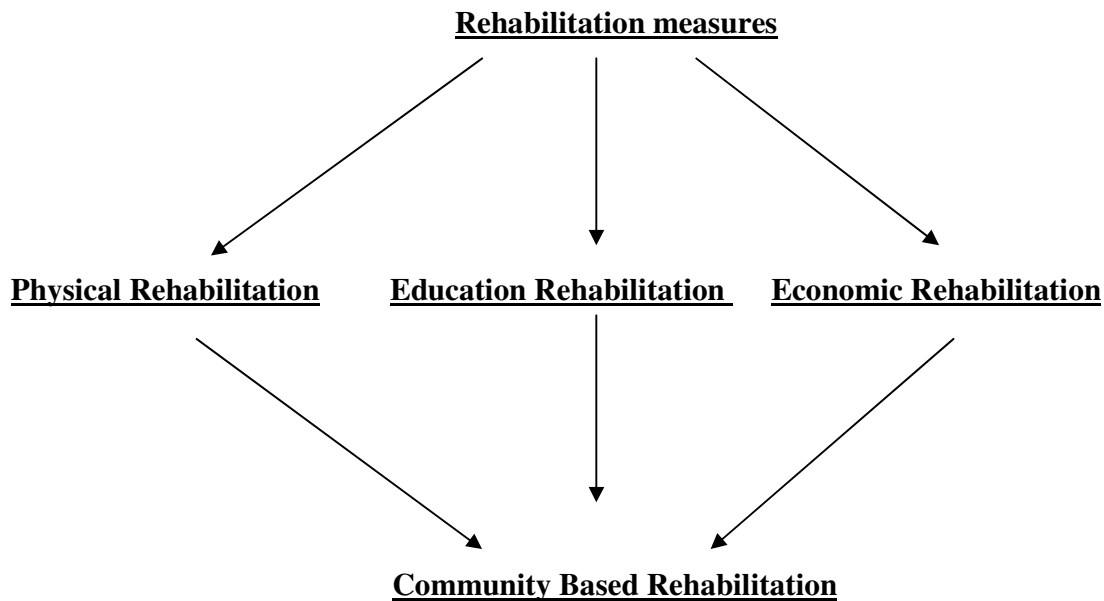 Rehabilitation measures
Physical Rehabilitation
Education Rehabilitation
Economic Rehabilitation
Community Based Rehabilitation